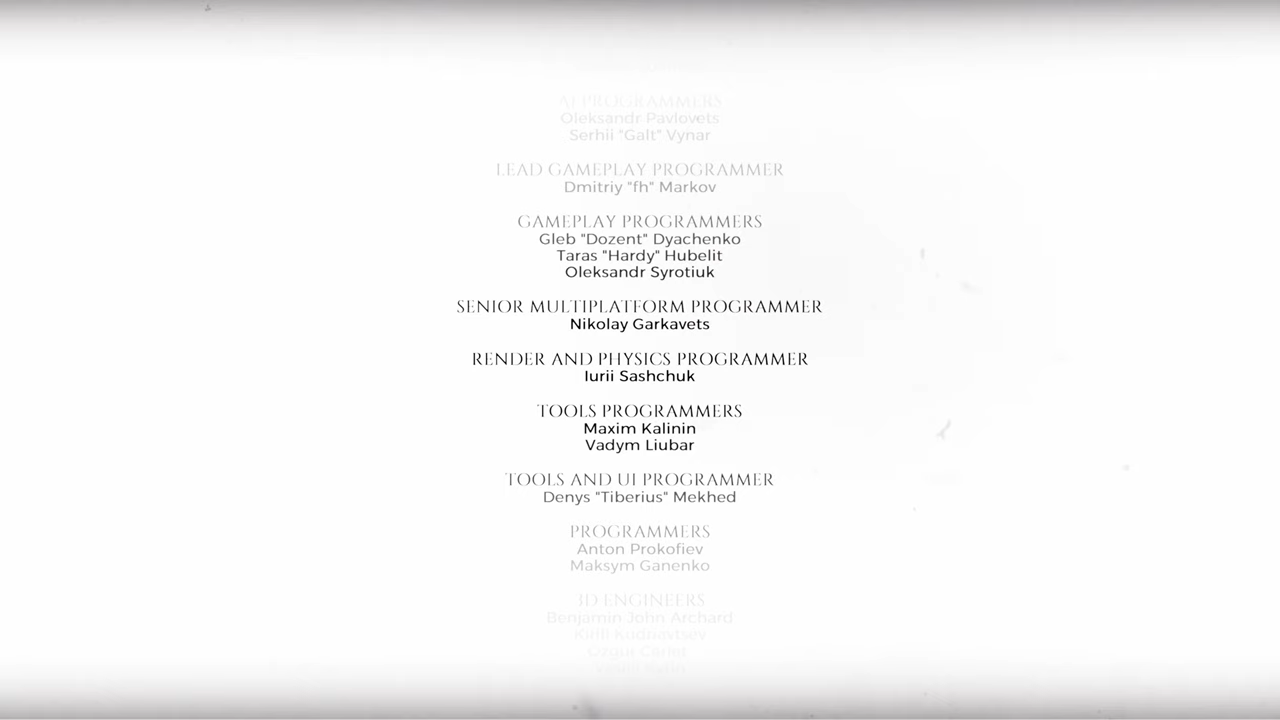 AI PROGRAMMERS
Oleksandr Pavlovets
Serhii "Galt" Vynar
LEAD GAMEPLAY PROGRAMMER
Dmitriy "fh" Markov
GAMEPLAY PROGRAMMERS
Gleb "Dozent" Dyachenko
Taras "Hardy" Hubelit
Oleksandr Syrotiuk
SENIOR MULTIPLATFORM PROGRAMMER
Nikolay Garkavets
RENDER AND PHYSICS PROGRAMMER
Iurii Sashchuk
TOOLS PROGRAMMERS
Maxim Kalinin
Vadym Liubar
TOOLS AND UI PROGRAMMER
Denys "Tiberius" Mekhed
PROGRAMMERS
Anton Prokofiev
Maksym Ganenko
3D ENGINEERS
Benjamin John Archard